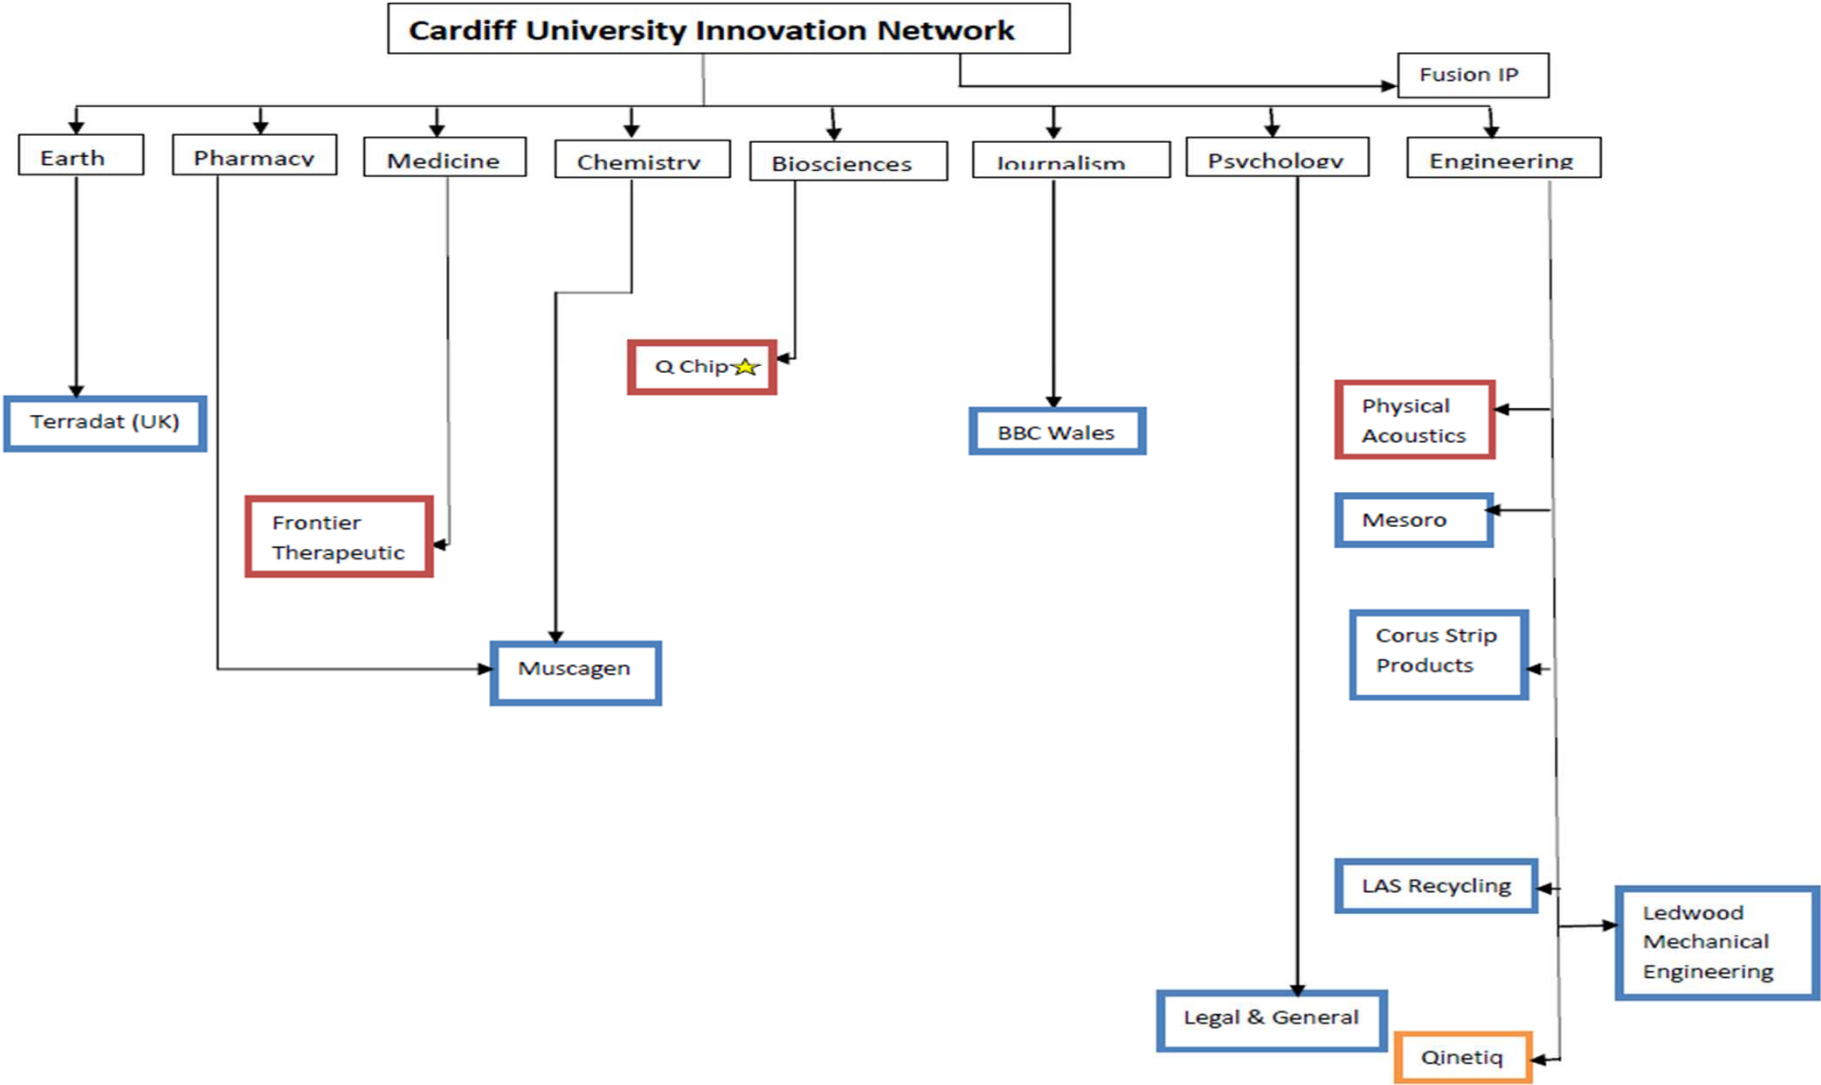 Cardiff University Innovation Network
Fusion IP
Earth
Pharmacy
Medicine
Chemistry
Biosciences
Journalism
Psychology
Engineering
Q Chip
Terradat (UK)
BBC Wales
Physical
Acoustics
Frontier
Therapeutic
Mesoro
Muscagen
Corus Strip
Products
LAS Recycling
Ledwood
Mechanical
Engineering
Legal & General
Qinetiq